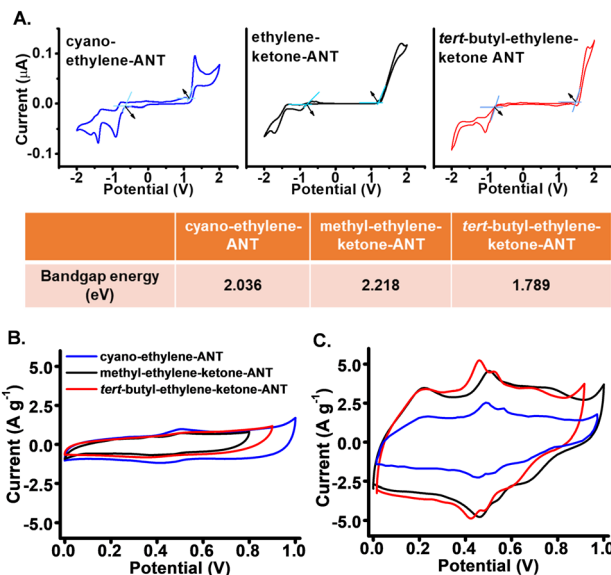 A.
cyano-
ethylene-ANT
ethylene-
ketone-ANT
tert-butyl-ethylene-
ketone ANT
Current (μA)
0.1
0.0
-0.1
-2 -1 0 1 2
-2 -1 0 1 2
-2 -1 0 1 2
Potential (V)
Potential (V)
Potential (V)
cyano-ethylene-
ANT
methyl-ethylene-
ketone-ANT
tert-butyl-ethylene-
ketone-ANT
Bandgap energy
(eV)
2.036
2.218
1.789
B.
cyano-ethylene-ANT
methyl-ethylene-ketone-ANT
tert-butyl-ethylene-ketone-ANT
Current (A g⁻¹)
5.0
2.5
0.0
-2.5
-5.0
0.0 0.2 0.4 0.6 0.8 1.0
Potential (V)
C.
Current (A g⁻¹)
5.0
2.5
0.0
-2.5
-5.0
0.0 0.2 0.4 0.6 0.8 1.0
Potential (V)